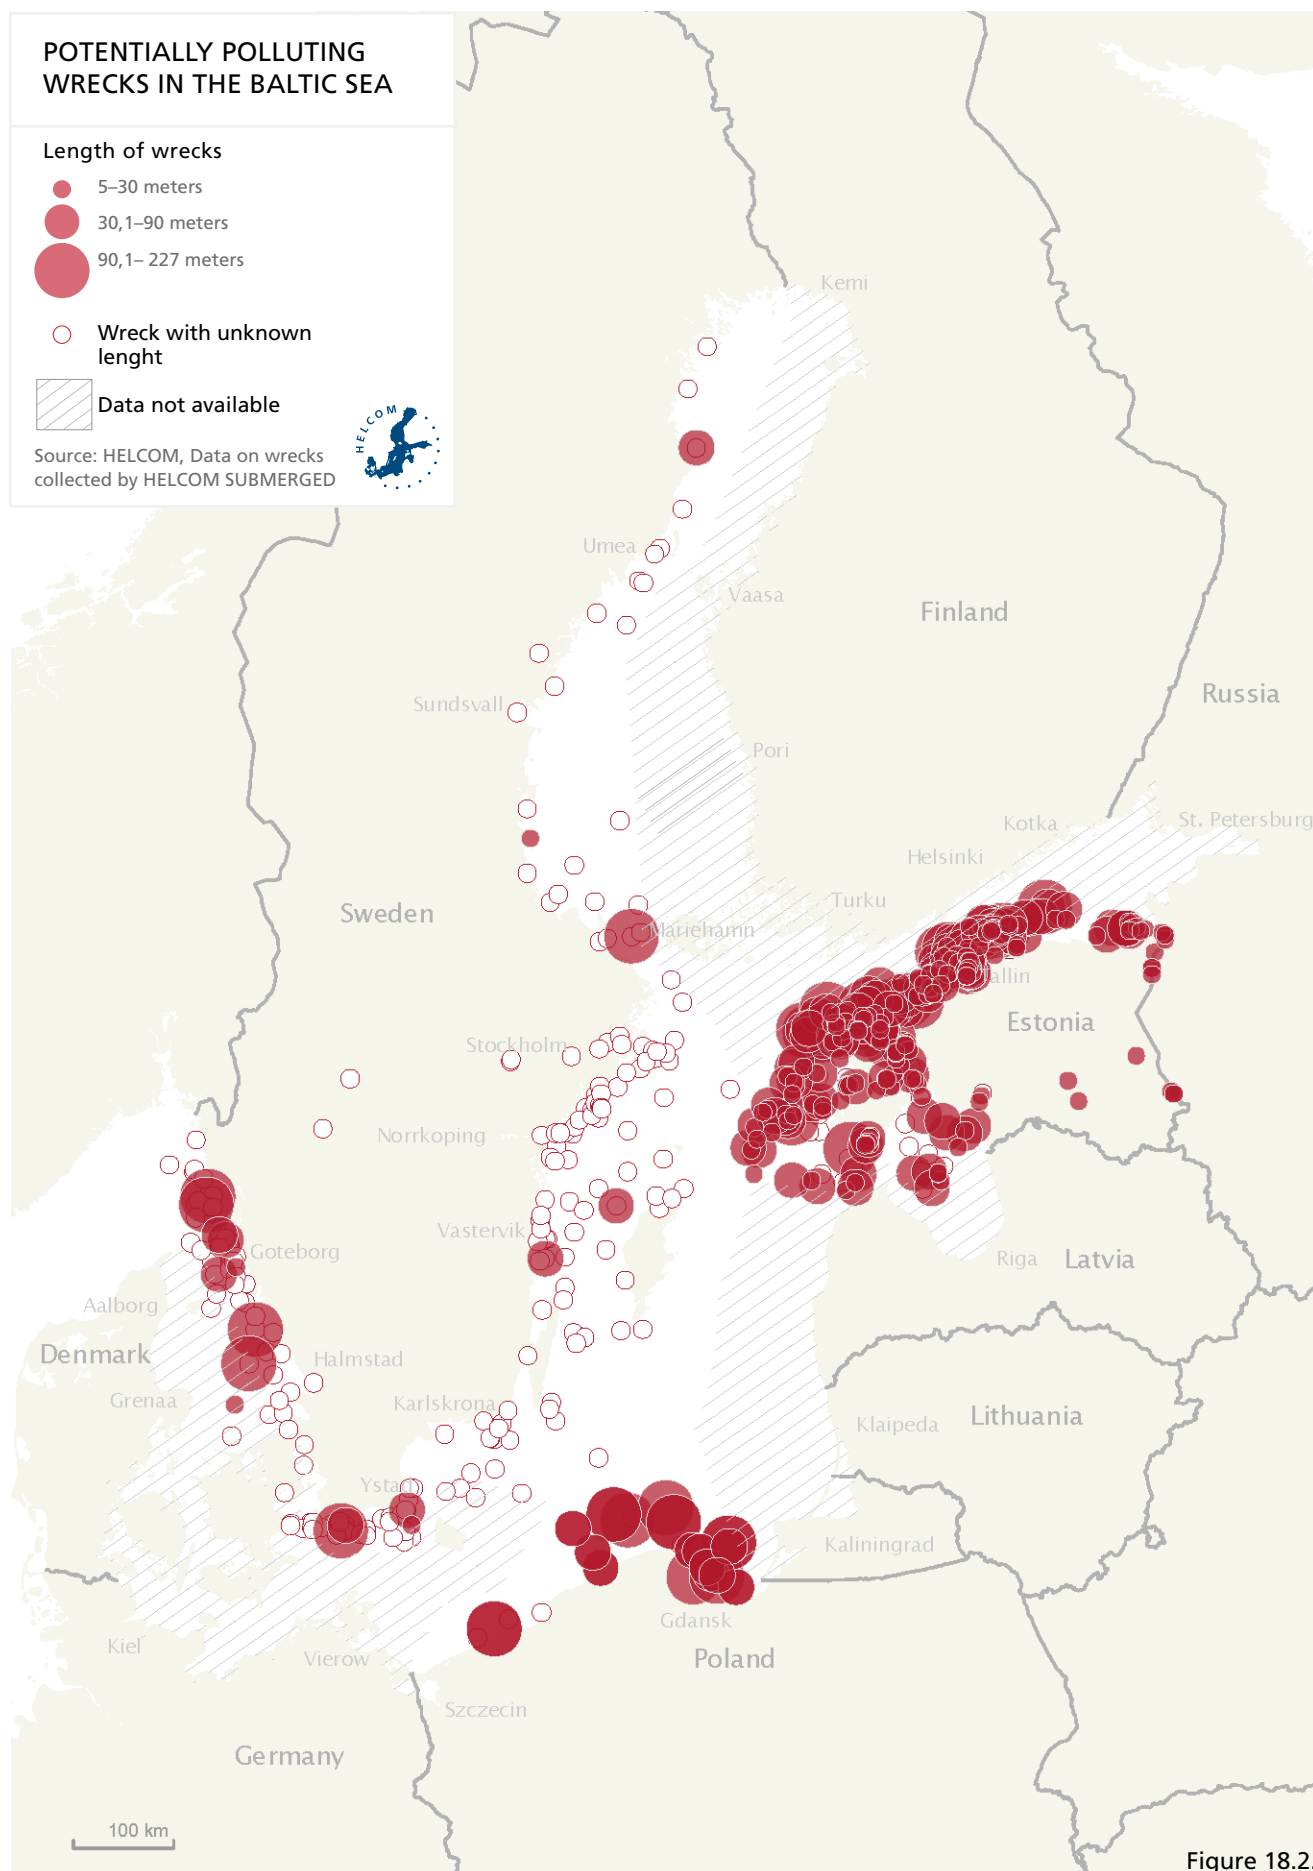 POTENTIALLY POLLUTING
WRECKS IN THE BALTIC SEA
Length of wrecks
5–30 meters
30,1–90 meters
90,1– 227 meters
Wreck with unknown
lenght
Data not available
HELCOM
Source: HELCOM, Data on wrecks
collected by HELCOM SUBMERGED
Kemi
Umea
Vaasa
Finland
Russia
Sundsvall
Pori
Kotka
St. Petersburg
Helsinki
Turku
Sweden
Mariehamn
allin
Estonia
Stockholm
Norrkoping
Vastervik
Goteborg
Riga
Latvia
Aalborg
Denmark
Halmstad
Grenaa
Karlskrona
Klaipeda
Lithuania
Ystad
Kaliningrad
Gdansk
Kiel
Vierow
Poland
Szczecin
Germany
100 km
Figure 18.2